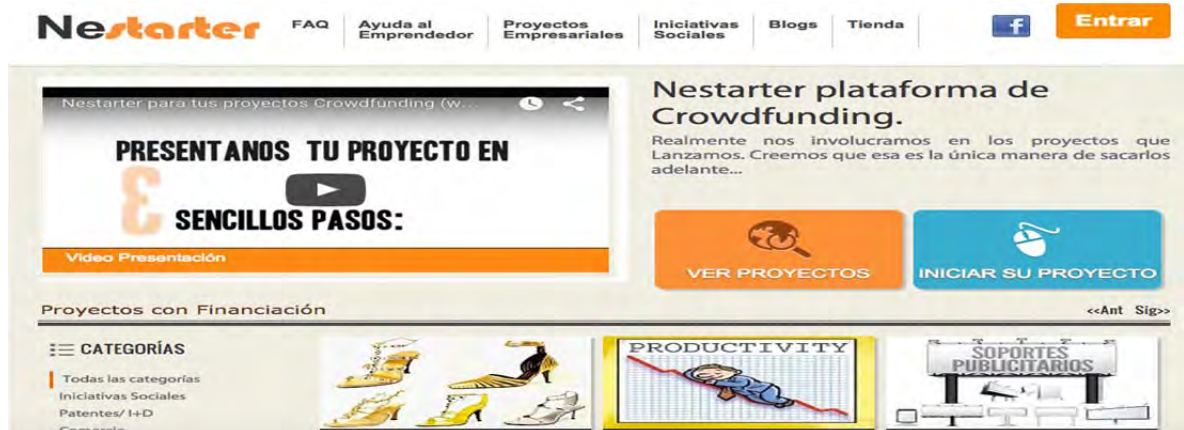 Nestarter
FAQ
Ayuda al
Emprendedor
Proyectos
Empresariales
Iniciativas
Sociales
Blogs
Tienda
f
Entrar
Nestarter para tus proyectos Crowdfunding (w...
PRESENTANOS TU PROYECTO EN
3
SENCILLOS PASOS:
Video Presentación
Nestarter plataforma de
Crowdfunding.
Realmente nos involucramos en los proyectos que
Lanzamos. Creemos que esa es la única manera de sacarlos
adelante...
VER PROYECTOS
INICIAR SU PROYECTO
Proyectos con Financiación
<<Ant Sig>>
CATEGORÍAS
Todas las categorías
Iniciativas Sociales
Patentes/ I+D
Comercio
PRODUCTIVITY
SOPORTES
PUBLICITARIOS